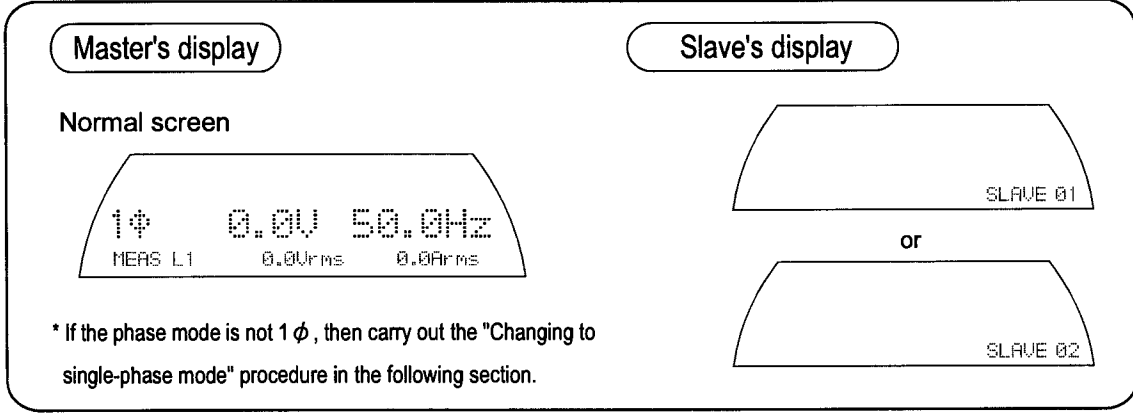 Master's display
Normal screen
1ϕ 0.0V 50.0Hz
MEAS L1 0.0Vrms 0.0Arms
* If the phase mode is not 1 ϕ , then carry out the "Changing to
single-phase mode" procedure in the following section.
Slave's display
SLAVE 01
or
SLAVE 02